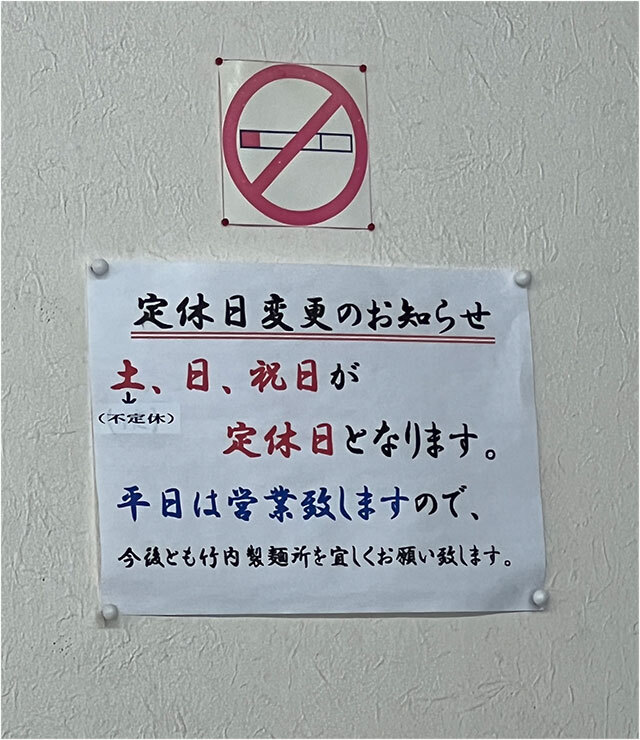 定休日変更のお知らせ
土、日、祝日が
↓
(不定休)
定休日となります。
平日は営業致しますので、
今後とも竹内製麺所を宜しくお願い致します。